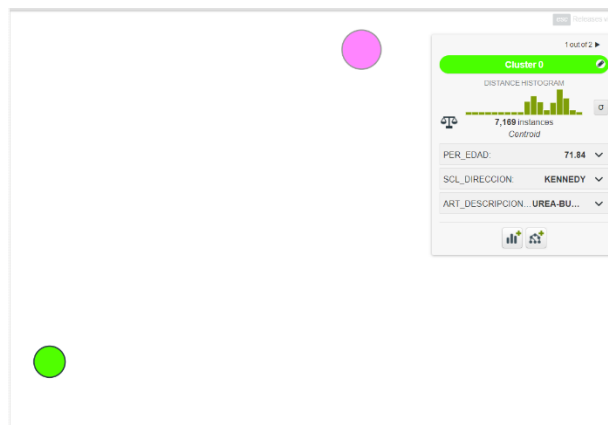 esc
1 out of 2 ▶
Cluster 0
DISTANCE HISTOGRAM
σ
7,169 instances
Centroid
PER_EDAD: 71.84
SCL_DIRECCION: KENNEDY
ART_DESCRIPCION... UREA-BU...